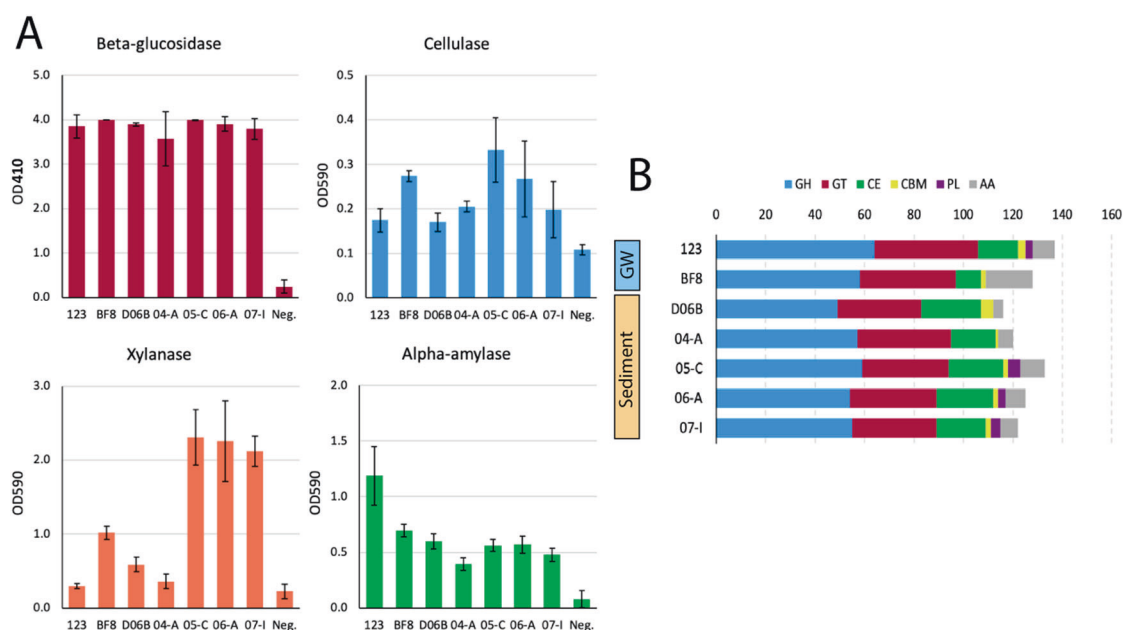 A
Beta-glucosidase
OD410
5.0
4.0
3.0
2.0
1.0
0.0
123 BF8 D06B 04-A 05-C 06-A 07-I Neg.
Cellulase
OD590
0.5
0.4
0.3
0.2
0.1
0.0
123 BF8 D06B 04-A 05-C 06-A 07-I Neg.
Xylanase
OD590
3.0
2.0
1.0
0.0
123 BF8 D06B 04-A 05-C 06-A 07-I Neg.
Alpha-amylase
OD590
2.0
1.5
1.0
0.5
0.0
123 BF8 D06B 04-A 05-C 06-A 07-I Neg.
B
GH GT CE CBM PL AA
0 20 40 60 80 100 120 140 160
GW
123
BF8
Sediment
D06B
04-A
05-C
06-A
07-I